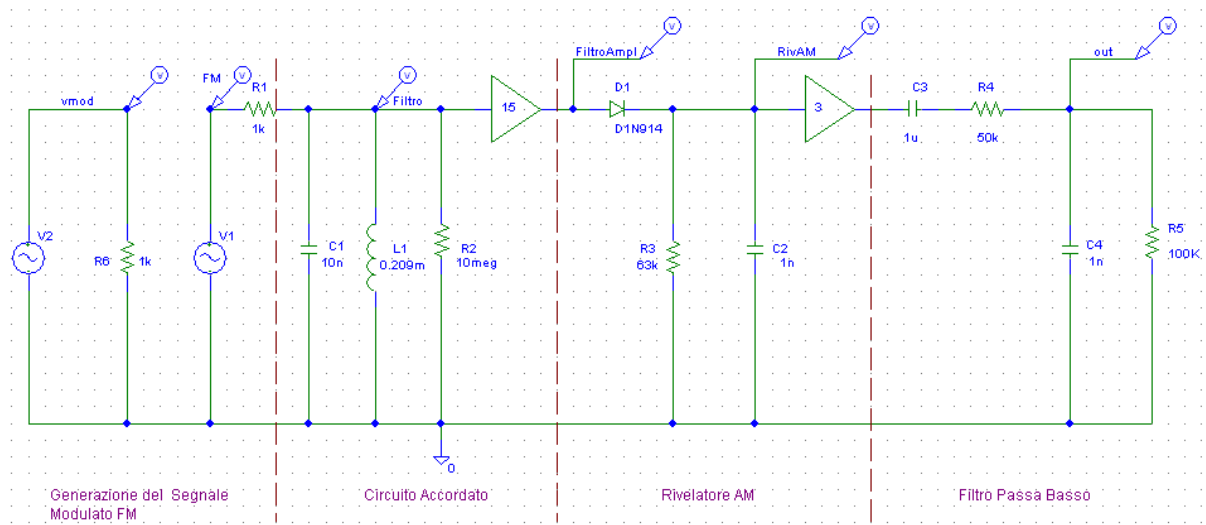 FiltroAmpl
RivAM
out
vmod
FM
R1
1k
Filtro
15
D1
D1N914
3
C3
1u
R4
50k
V2
R6
1k
V1
C1
10n
L1
0.209m
R2
10meg
R3
63k
C2
1n
C4
1n
R5
100K
0
Generazione del Segnale
Modulato FM
Circuito Accordato
Rivelatore AM
Filtro Passa Basso
V
V
V
V
V
V